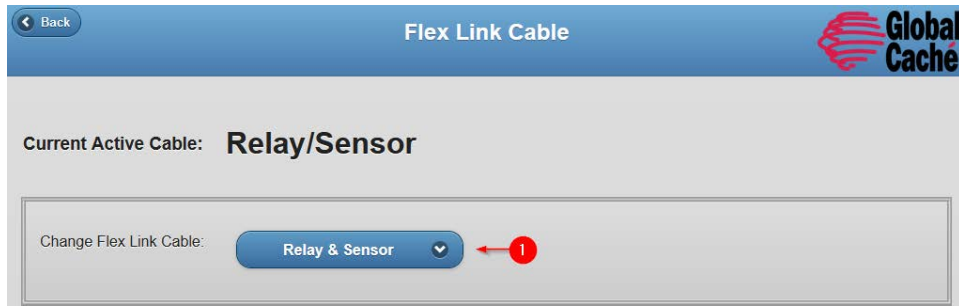 Back
Flex Link Cable
Global
Caché
Current Active Cable: Relay/Sensor
Change Flex Link Cable:
Relay & Sensor
1